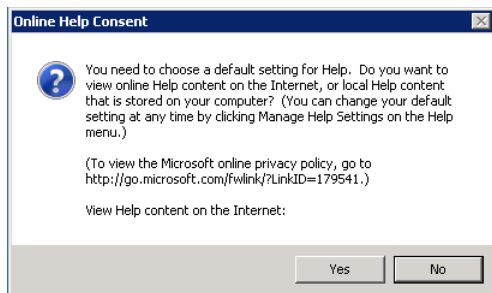 Online Help Consent
You need to choose a default setting for Help.  Do you want to
view online Help content on the Internet, or local Help content
that is stored on your computer?  (You can change your default
setting at any time by clicking Manage Help Settings on the Help
menu.)
(To view the Microsoft online privacy policy, go to
http://go.microsoft.com/fwlink/?LinkID=179541.)
View Help content on the Internet:
Yes
No